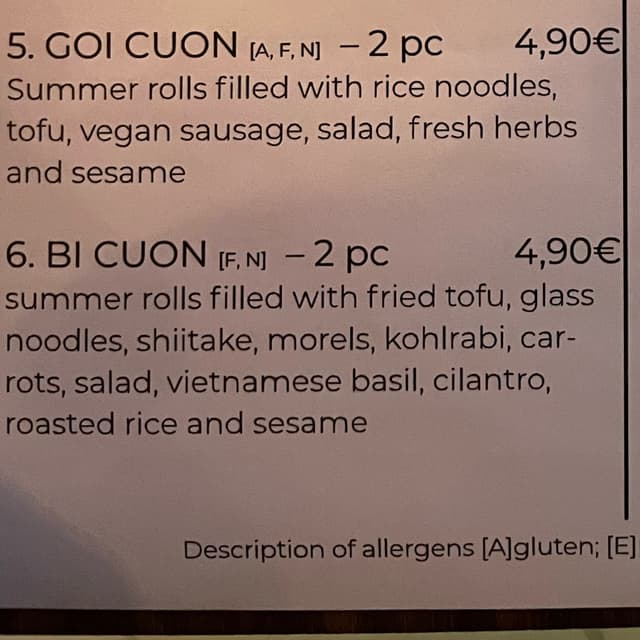 5. GOI CUON [A, F, N] – 2 pc 4,90€
Summer rolls filled with rice noodles,
tofu, vegan sausage, salad, fresh herbs
and sesame
6. BI CUON [F, N] – 2 pc 4,90€
summer rolls filled with fried tofu, glass
noodles, shiitake, morels, kohlrabi, car-
rots, salad, vietnamese basil, cilantro,
roasted rice and sesame
Description of allergens [A]gluten; [E]